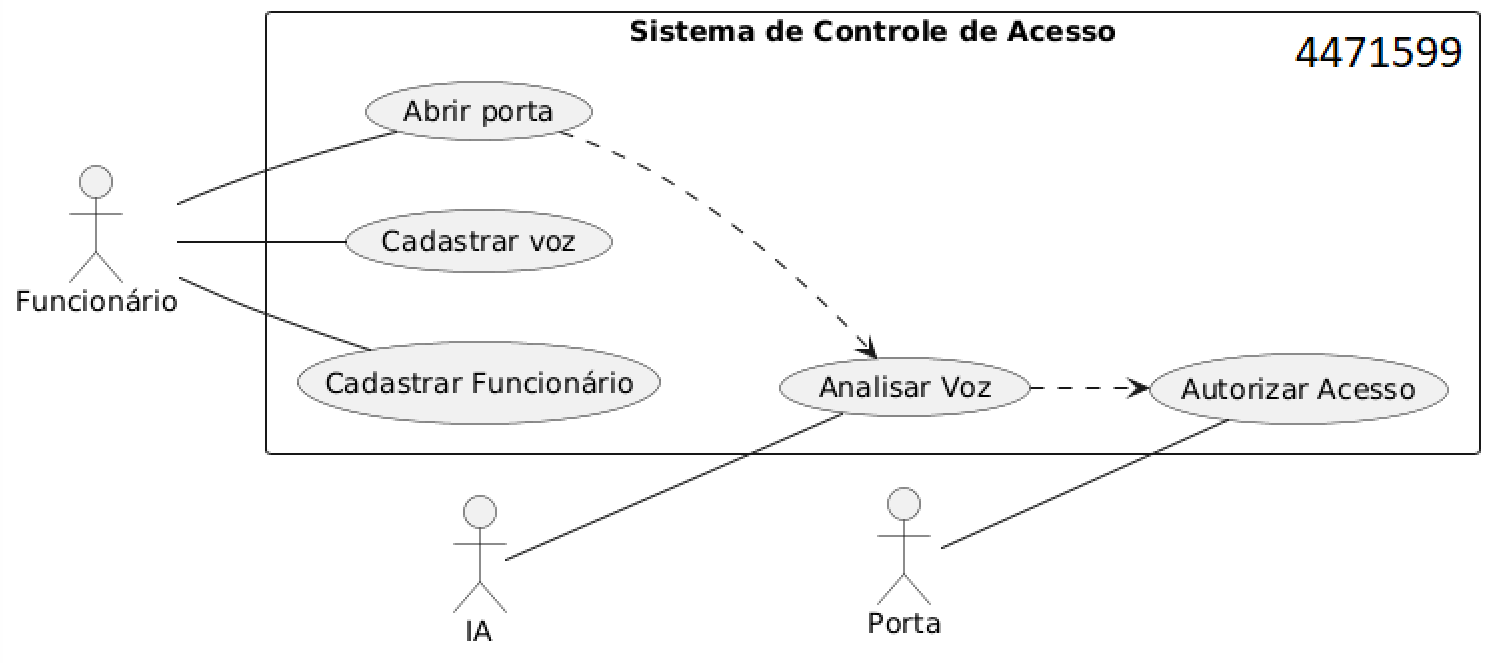 Sistema de Controle de Acesso
4471599
Abrir porta
Cadastrar voz
Funcionário
Cadastrar Funcionário
Analisar Voz
Autorizar Acesso
IA
Porta